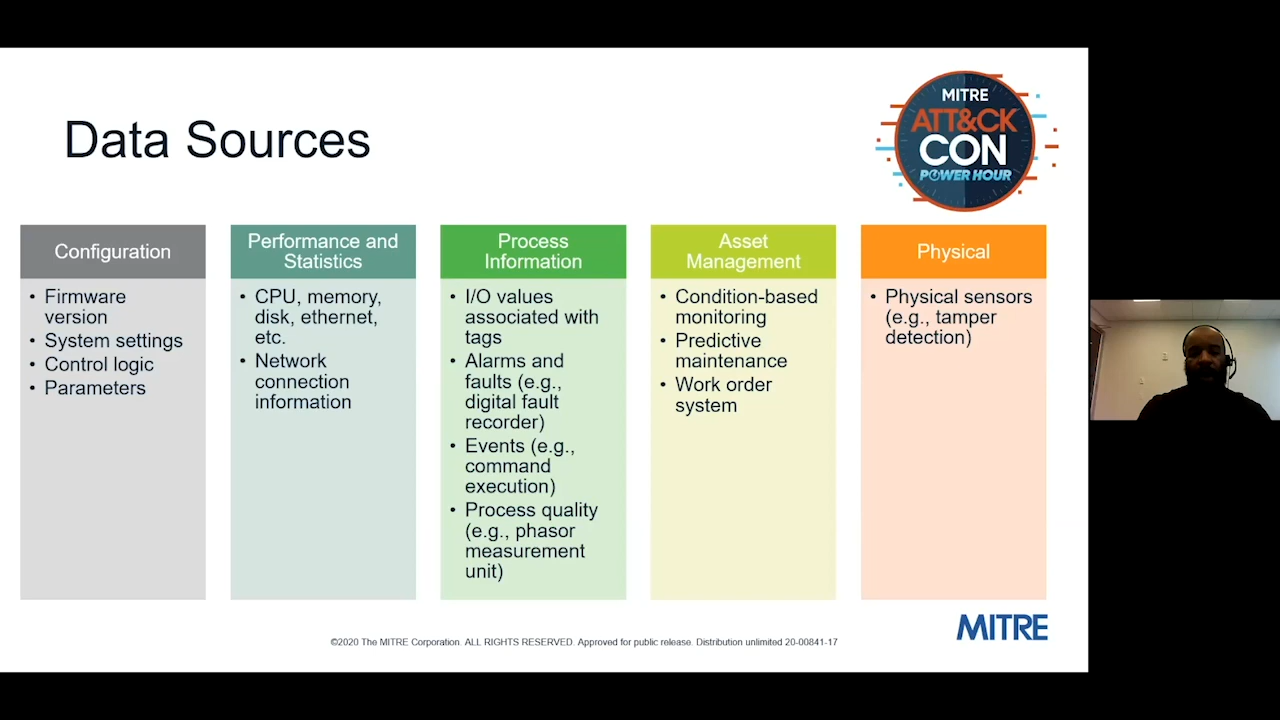 Data Sources
MITRE
ATT&CK
CON
POWER HOUR
Configuration
• Firmware
version
• System settings
• Control logic
• Parameters
Performance and
Statistics
• CPU, memory,
disk, ethernet,
etc.
• Network
connection
information
Process
Information
• I/O values
associated with
tags
• Alarms and
faults (e.g.,
digital fault
recorder)
• Events (e.g.,
command
execution)
• Process quality
(e.g., phasor
measurement
unit)
Asset
Management
• Condition-based
monitoring
• Predictive
maintenance
• Work order
system
Physical
• Physical sensors
(e.g., tamper
detection)
©2020 The MITRE Corporation. ALL RIGHTS RESERVED. Approved for public release. Distribution unlimited 20-00841-17
MITRE